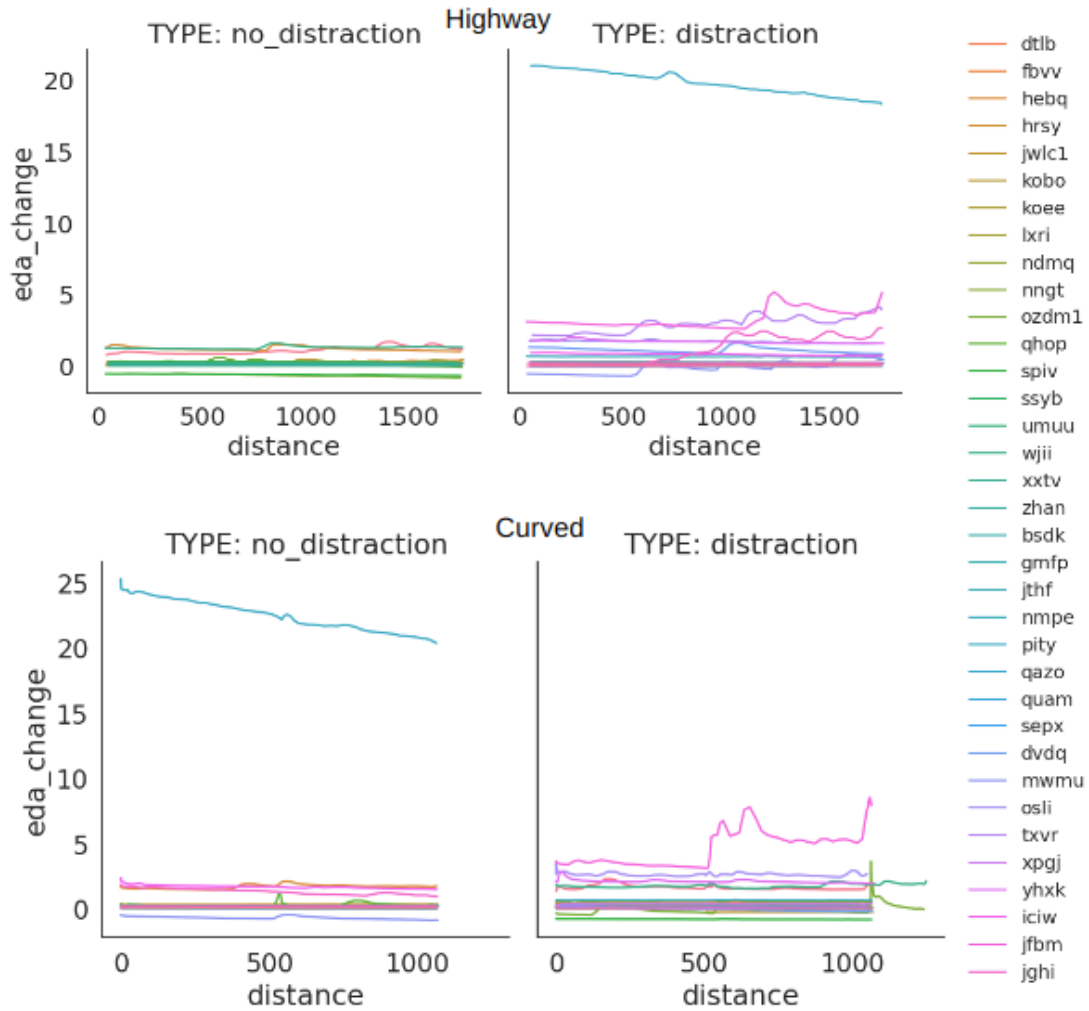 Highway
TYPE: no_distraction
TYPE: distraction
eda_change
20
15
10
5
0
0
500
1000
1500
distance
0
500
1000
1500
distance
Curved
TYPE: no_distraction
TYPE: distraction
eda_change
25
20
15
10
5
0
0
500
1000
distance
0
500
1000
distance
dtlb
fbvv
hebq
hrsy
jwlc1
kobo
koee
lxri
ndmq
nngt
ozdm1
qhop
spiv
ssyb
umuu
wjii
xxtv
zhan
bsdk
gmfp
jthf
nmpe
pity
qazo
quam
sepx
dvdq
mwmu
osli
txvr
xpgj
yhxk
iciw
jfbm
jghi